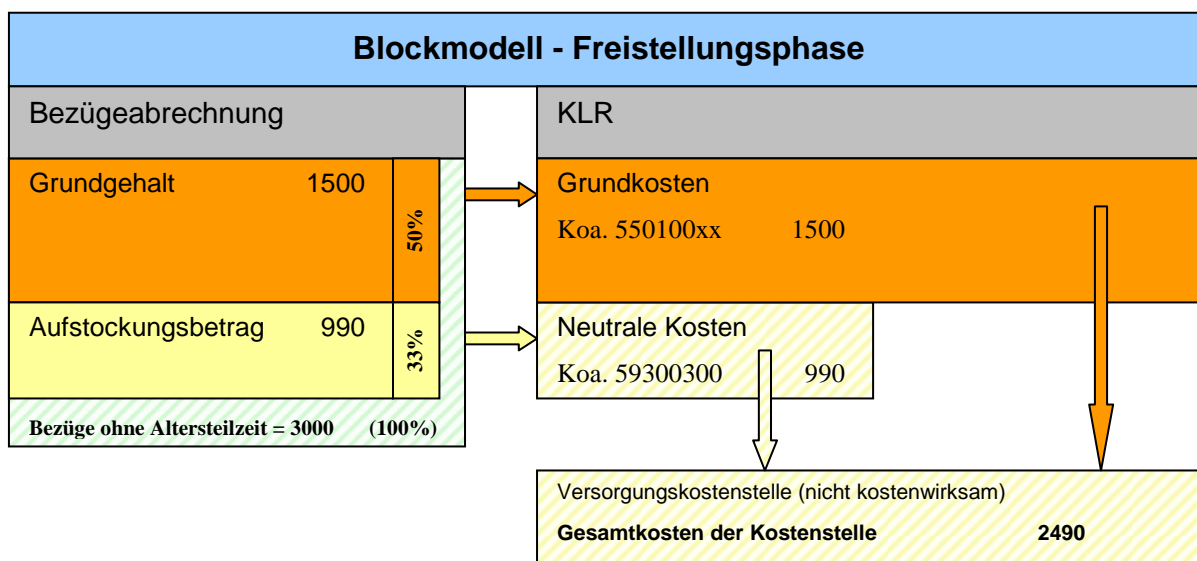 Blockmodell - Freistellungsphase
Bezügeabrechnung
Grundgehalt 1500
50%
Aufstockungsbetrag 990
33%
Bezüge ohne Altersteilzeit = 3000 (100%)
KLR
Grundkosten
Koa. 550100xx 1500
Neutrale Kosten
Koa. 59300300 990
Versorgungskostenstelle (nicht kostenwirksam)
Gesamtkosten der Kostenstelle 2490